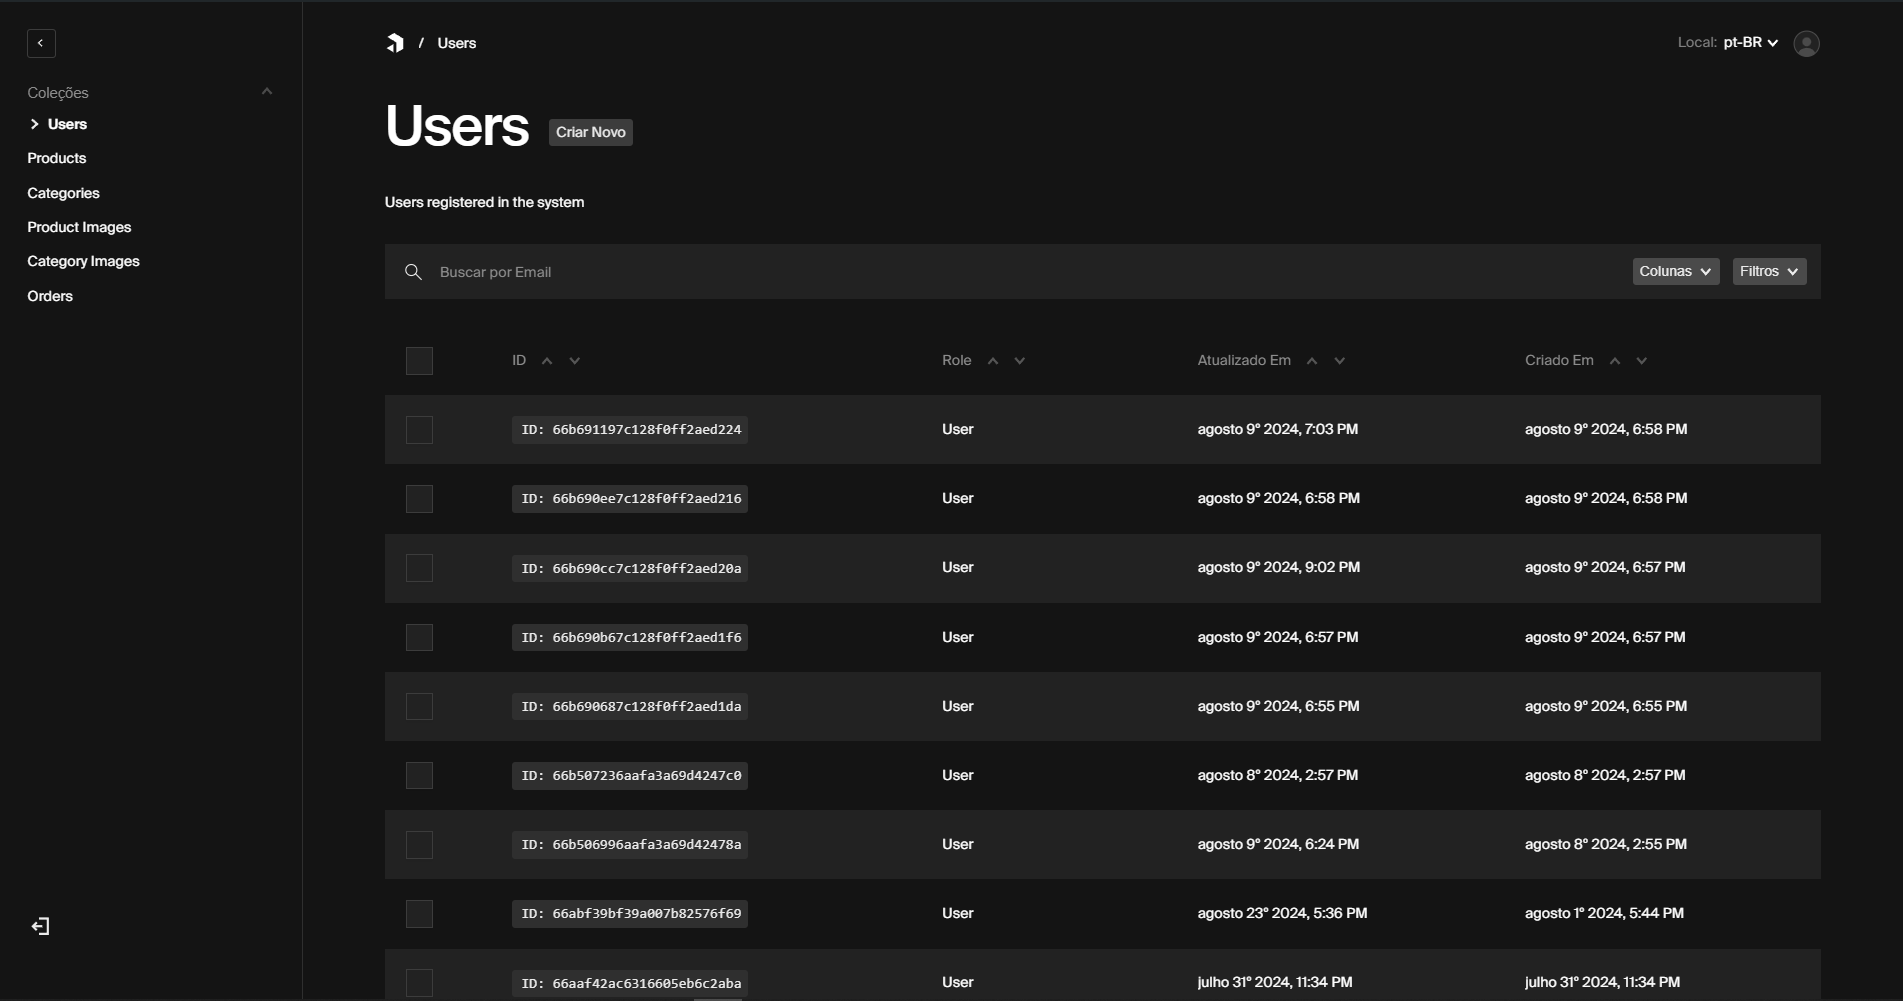 / Users
Local: pt-BR
Coleções
Users
Products
Categories
Product Images
Category Images
Orders
Users Criar Novo
Users registered in the system
Buscar por Email Colunas Filtros
ID Role Atualizado Em Criado Em
ID: 66b691197c128f0ff2aed224 User agosto 9º 2024, 7:03 PM agosto 9º 2024, 6:58 PM
ID: 66b690ee7c128f0ff2aed216 User agosto 9º 2024, 6:58 PM agosto 9º 2024, 6:58 PM
ID: 66b690cc7c128f0ff2aed20a User agosto 9º 2024, 9:02 PM agosto 9º 2024, 6:57 PM
ID: 66b690b67c128f0ff2aed1f6 User agosto 9º 2024, 6:57 PM agosto 9º 2024, 6:57 PM
ID: 66b690687c128f0ff2aed1da User agosto 9º 2024, 6:55 PM agosto 9º 2024, 6:55 PM
ID: 66b507236aafa3a69d4247c0 User agosto 8º 2024, 2:57 PM agosto 8º 2024, 2:57 PM
ID: 66b506996aafa3a69d42478a User agosto 9º 2024, 6:24 PM agosto 8º 2024, 2:55 PM
ID: 66abf39bf39a007b82576f69 User agosto 23º 2024, 5:36 PM agosto 1º 2024, 5:44 PM
ID: 66aaf42ac6316605eb6c2aba User julho 31º 2024, 11:34 PM julho 31º 2024, 11:34 PM